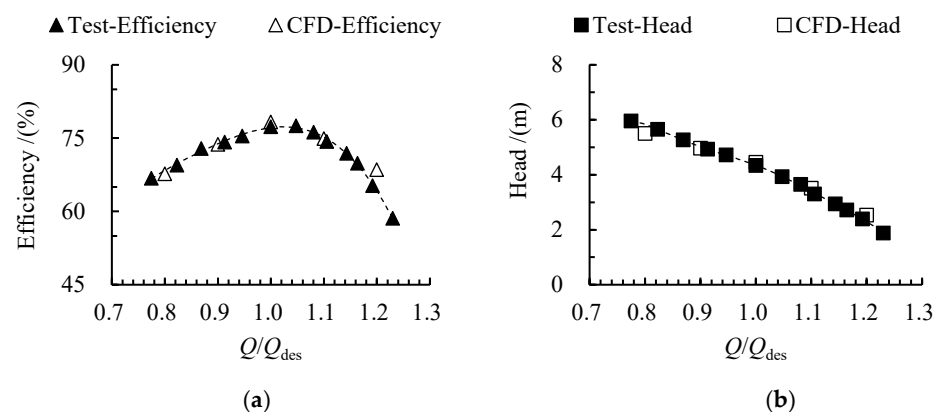 Test-Efficiency CFD-Efficiency
90
75
60
45
Efficiency /(%)
0.7 0.8 0.9 1.0 1.1 1.2 1.3
Q/Qdes
(a)
Test-Head CFD-Head
8
6
4
2
0
Head /(m)
0.7 0.8 0.9 1.0 1.1 1.2 1.3
Q/Qdes
(b)